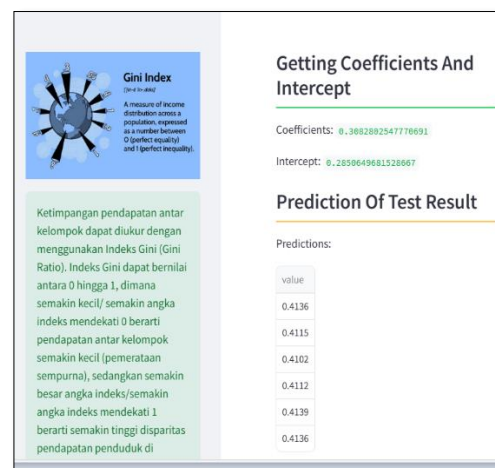 Gini Index
A measure of income
distribution across a
population, expressed
as a number between
0 (perfect equality)
and 1 (perfect inequality).
Ketimpangan pendapatan antar
kelompok dapat diukur dengan
menggunakan Indeks Gini (Gini
Ratio). Indeks Gini dapat bernilai
antara 0 hingga 1, dimana
semakin kecil/ semakin angka
indeks mendekati 0 berarti
pendapatan antar kelompok
semakin kecil (pemerataan
sempurna), sedangkan semakin
besar angka indeks/semakin
angka indeks mendekati 1
berarti semakin tinggi disparitas
pendapatan penduduk di
Getting Coefficients And
Intercept
Coefficients: 0.3082802547770691
Intercept: 0.2850649681528667
Prediction Of Test Result
Predictions:
value
0.4136
0.4115
0.4102
0.4112
0.4139
0.4136